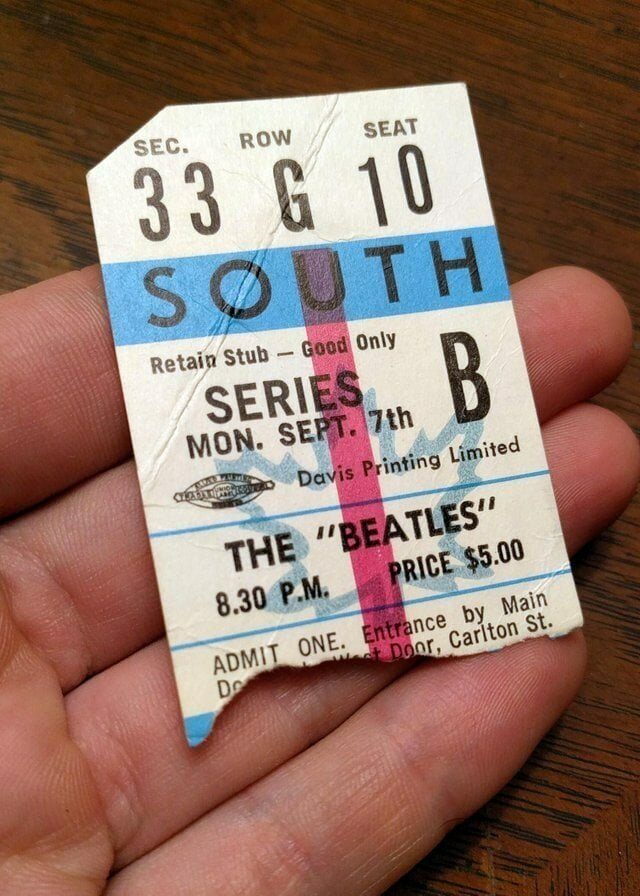 SEC. ROW SEAT
33 G 10
SOUTH
Retain Stub — Good Only
SERIES B
MON. SEPT. 7th
Davis Printing Limited
THE "BEATLES"
8.30 P.M. PRICE $5.00
ADMIT ONE. Entrance by Main
West Door, Carlton St.